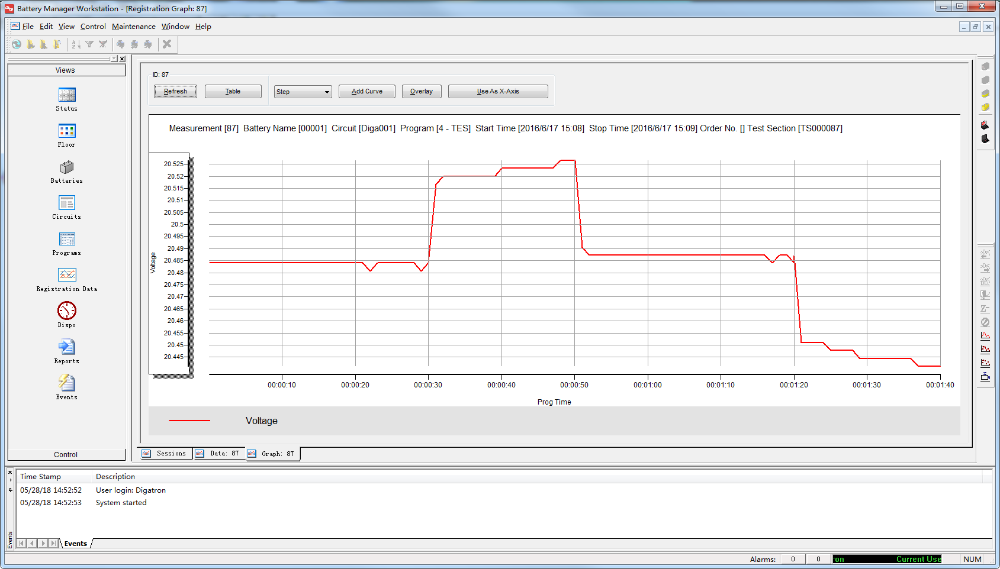 Battery Manager Workstation - [Registration Graph: 87]
File Edit View Control Maintenance Window Help
Views
Status
Floor
Batteries
Circuits
Programs
Registration Data
Dispo
Reports
Events
Control
ID: 87
Refresh Table Step Add Curve Overlay Use As X-Axis
Measurement [87] Battery Name [00001] Circuit [Diga001] Program [4 - TES] Start Time [2016/6/17 15:08] Stop Time [2016/6/17 15:09] Order No. [] Test Section [TS000087]
Voltage
20.525
20.52
20.515
20.51
20.505
20.5
20.495
20.49
20.485
20.48
20.475
20.47
20.465
20.46
20.455
20.45
20.445
00:00:10 00:00:20 00:00:30 00:00:40 00:00:50 00:01:00 00:01:10 00:01:20 00:01:30 00:01:40
Prog Time
Voltage
Sessions Data: 87 Graph: 87
DEL
Z-
Time Stamp Description
05/28/18 14:52:52 User login: Digatron
05/28/18 14:52:53 System started
Events
Events
Alarms: 0 0 ron Current Use NUM